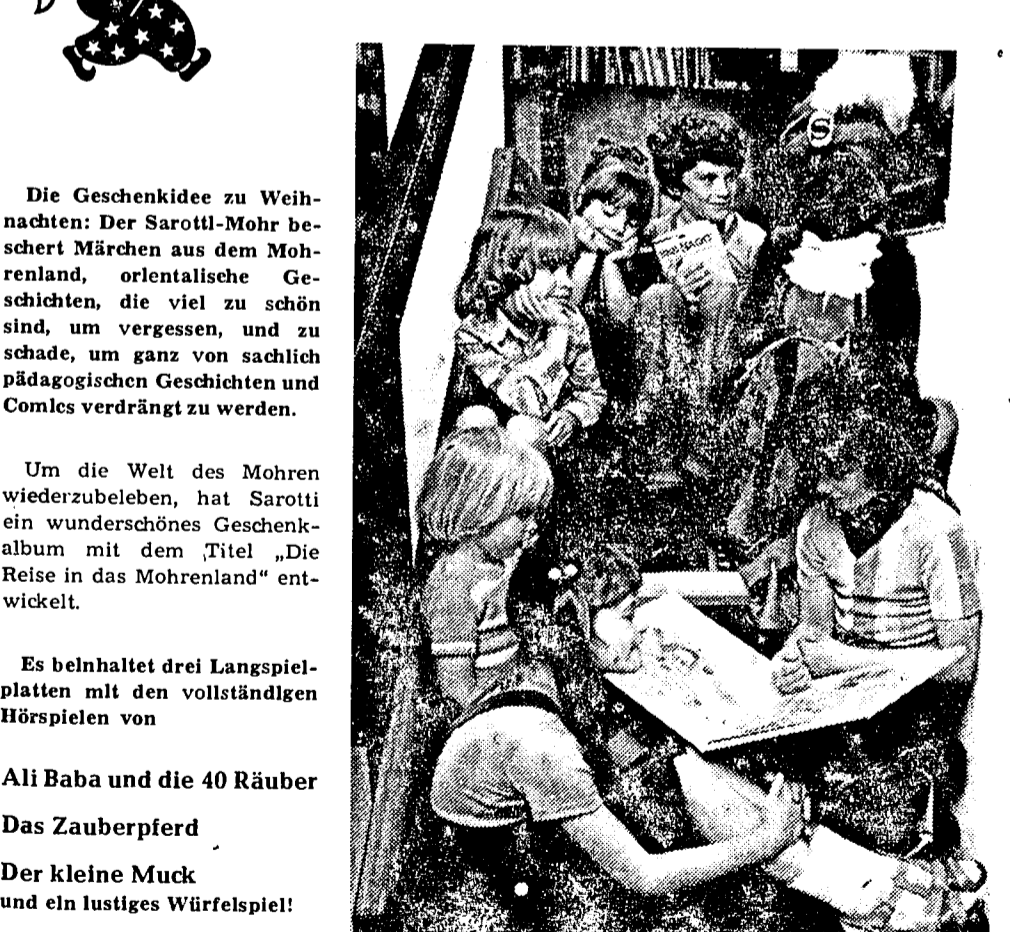 Die Geschenkidee zu Weih-
nachten: Der Sarotti-Mohr be-
schert Märchen aus dem Moh-
renland, orientalische Ge-
schichten, die viel zu schön
sind, um vergessen, und zu
schade, um ganz von sachlich
pädagogischen Geschichten und
Comics verdrängt zu werden.
Um die Welt des Mohren
wiederzubeleben, hat Sarotti
ein wunderschönes Geschenk-
album mit dem Titel „Die
Reise in das Mohrenland“ ent-
wickelt.
Es beinhaltet drei Langspiel-
platten mit den vollständigen
Hörspielen von
Ali Baba und die 40 Räuber
Das Zauberpferd
Der kleine Muck
und ein lustiges Würfelspiel!
S